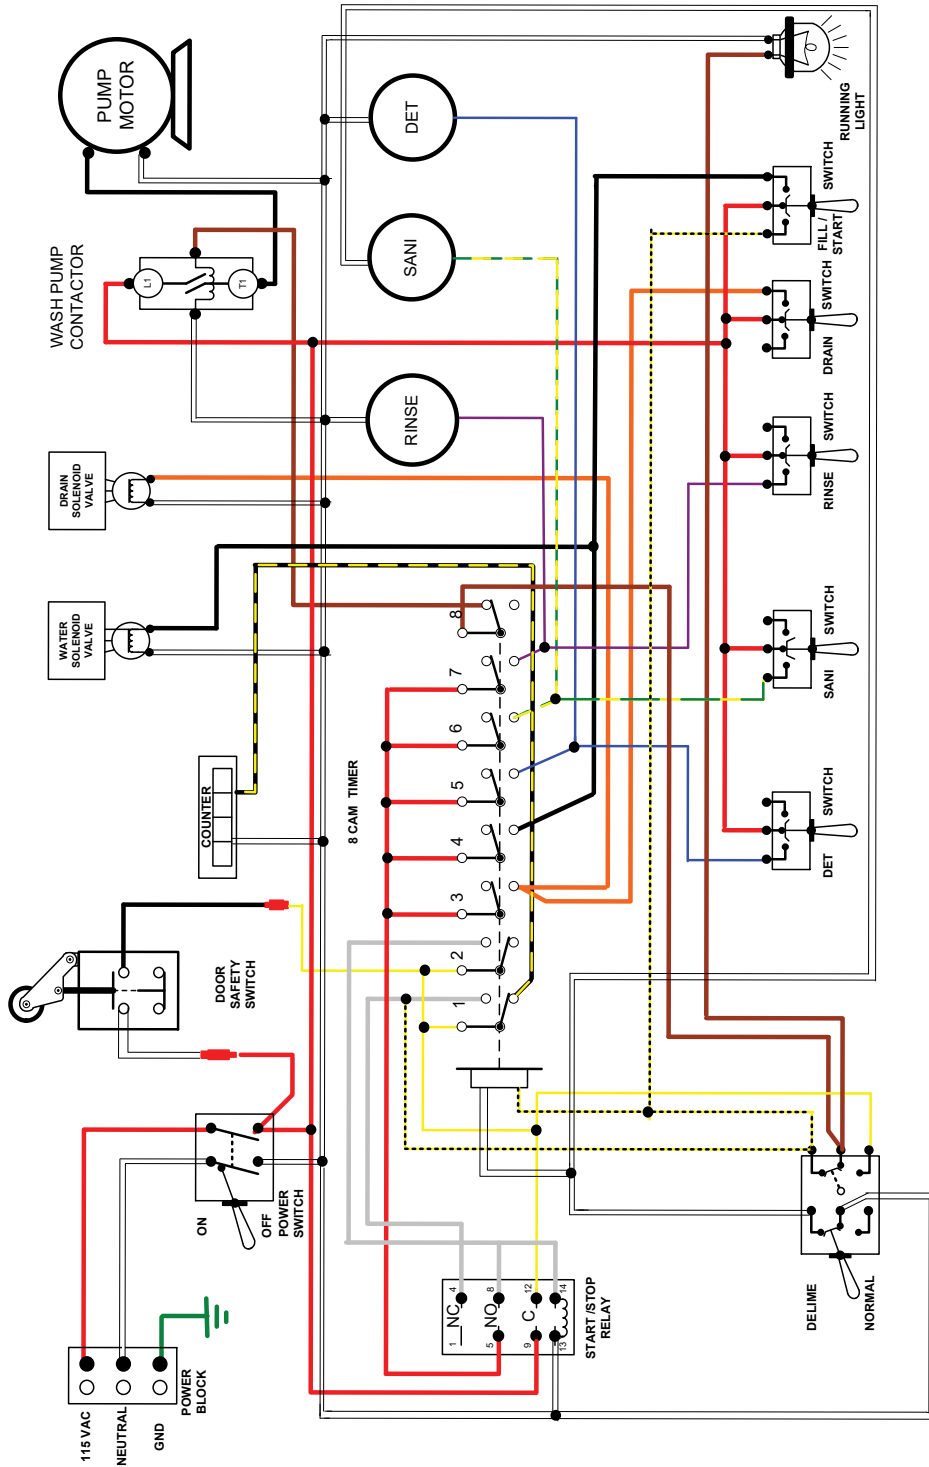 115 VAC
NEUTRAL
GND
POWER
BLOCK
ON
OFF
POWER
SWITCH
DOOR
SAFETY
SWITCH
COUNTER
WATER
SOLENOID
VALVE
DRAIN
SOLENOID
VALVE
WASH PUMP
CONTACTOR
L1
T1
PUMP
MOTOR
8 CAM TIMER
1
2
3
4
5
6
7
8
RINSE
SANI
DET
1
NC
4
5
NO
8
9
C
12
13
14
START /STOP
RELAY
DELIME
NORMAL
DET
SWITCH
SANI
SWITCH
RINSE
SWITCH
DRAIN
SWITCH
FILL /
START
SWITCH
RUNNING
LIGHT